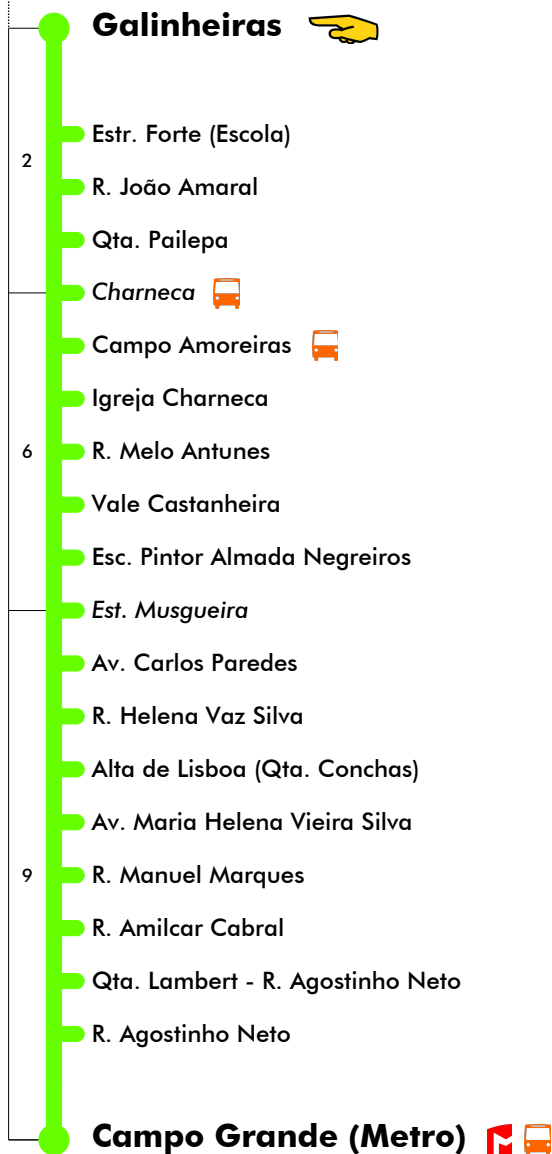 Galinheiras
Estr. Forte (Escola)
2
R. João Amaral
Qta. Pailepa
Charneca
Campo Amoreiras
Igreja Charneca
6
R. Melo Antunes
Vale Castanheira
Esc. Pintor Almada Negreiros
Est. Musgueira
Av. Carlos Paredes
R. Helena Vaz Silva
Alta de Lisboa (Qta. Conchas)
Av. Maria Helena Vieira Silva
9
R. Manuel Marques
R. Amilcar Cabral
Qta. Lambert - R. Agostinho Neto
R. Agostinho Neto
Campo Grande (Metro)